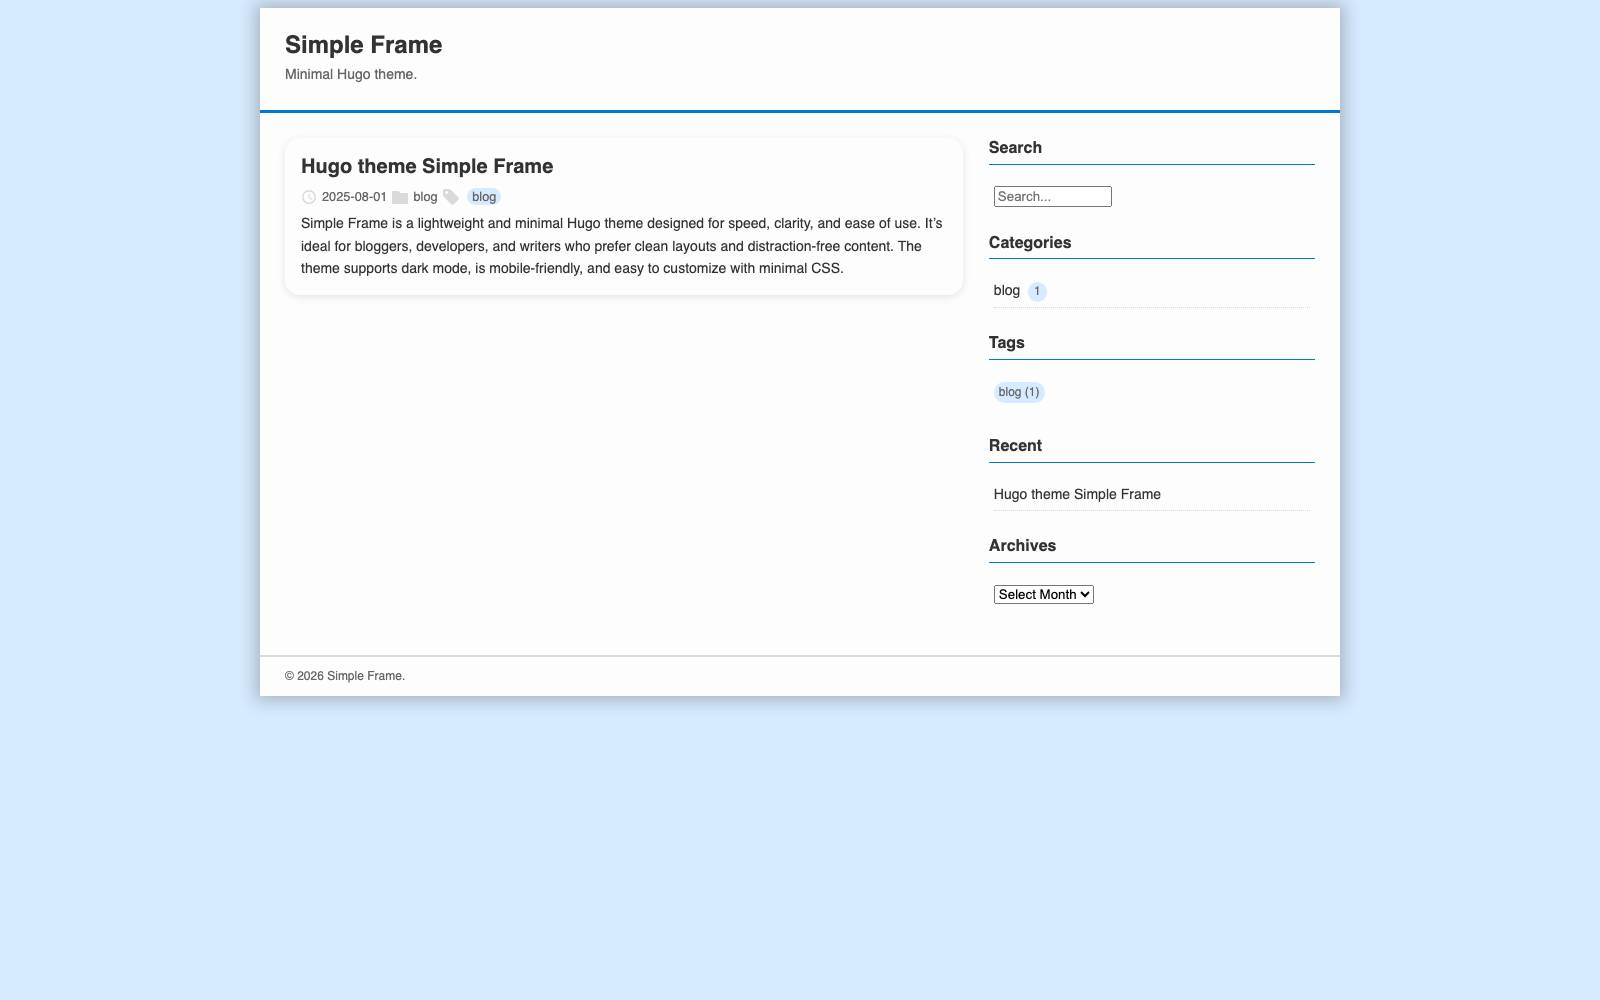 Simple Frame
Minimal Hugo theme.
Hugo theme Simple Frame
2025-08-01 blog blog
Simple Frame is a lightweight and minimal Hugo theme designed for speed, clarity, and ease of use. It’s
ideal for bloggers, developers, and writers who prefer clean layouts and distraction-free content. The
theme supports dark mode, is mobile-friendly, and easy to customize with minimal CSS.
Search
Search...
Categories
blog 1
Tags
blog (1)
Recent
Hugo theme Simple Frame
Archives
Select Month
© 2026 Simple Frame.